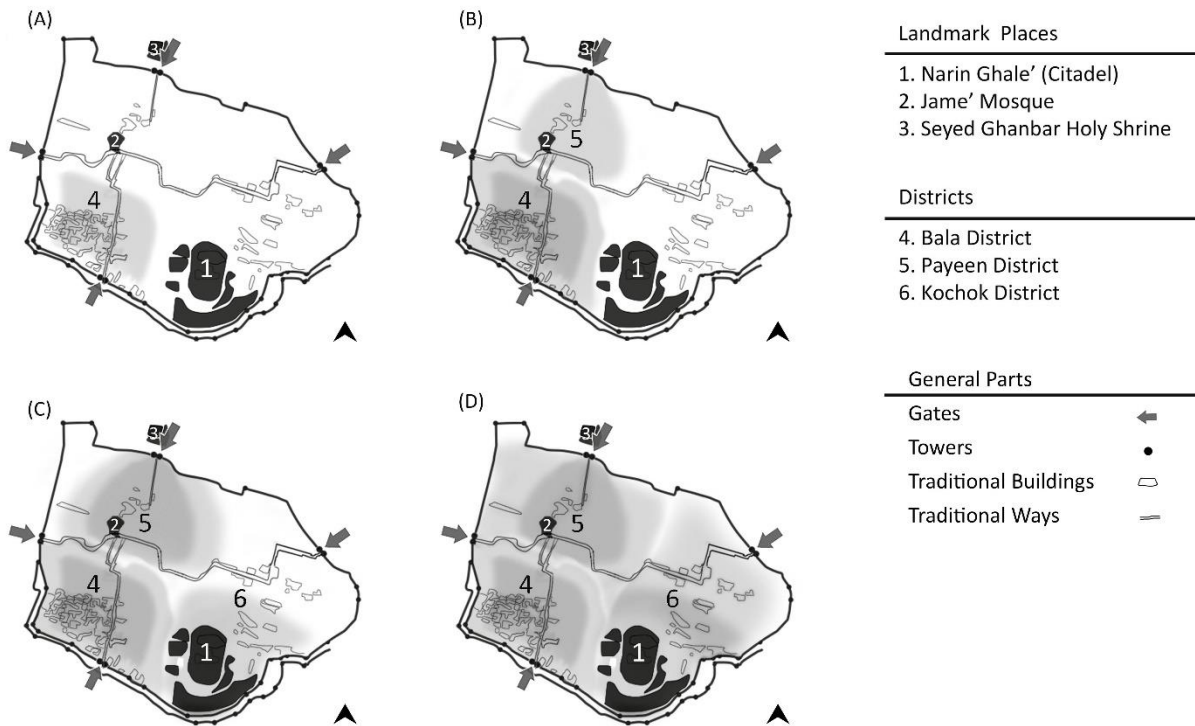 (A)
3
2
4
1
(B)
3
2
5
4
1
Landmark Places
1. Narin Ghale' (Citadel)
2. Jame' Mosque
3. Seyed Ghanbar Holy Shrine
Districts
4. Bala District
5. Payeen District
6. Kochok District
(C)
3
2
5
4
6
1
(D)
3
2
5
4
6
1
General Parts
Gates
Towers
Traditional Buildings
Traditional Ways